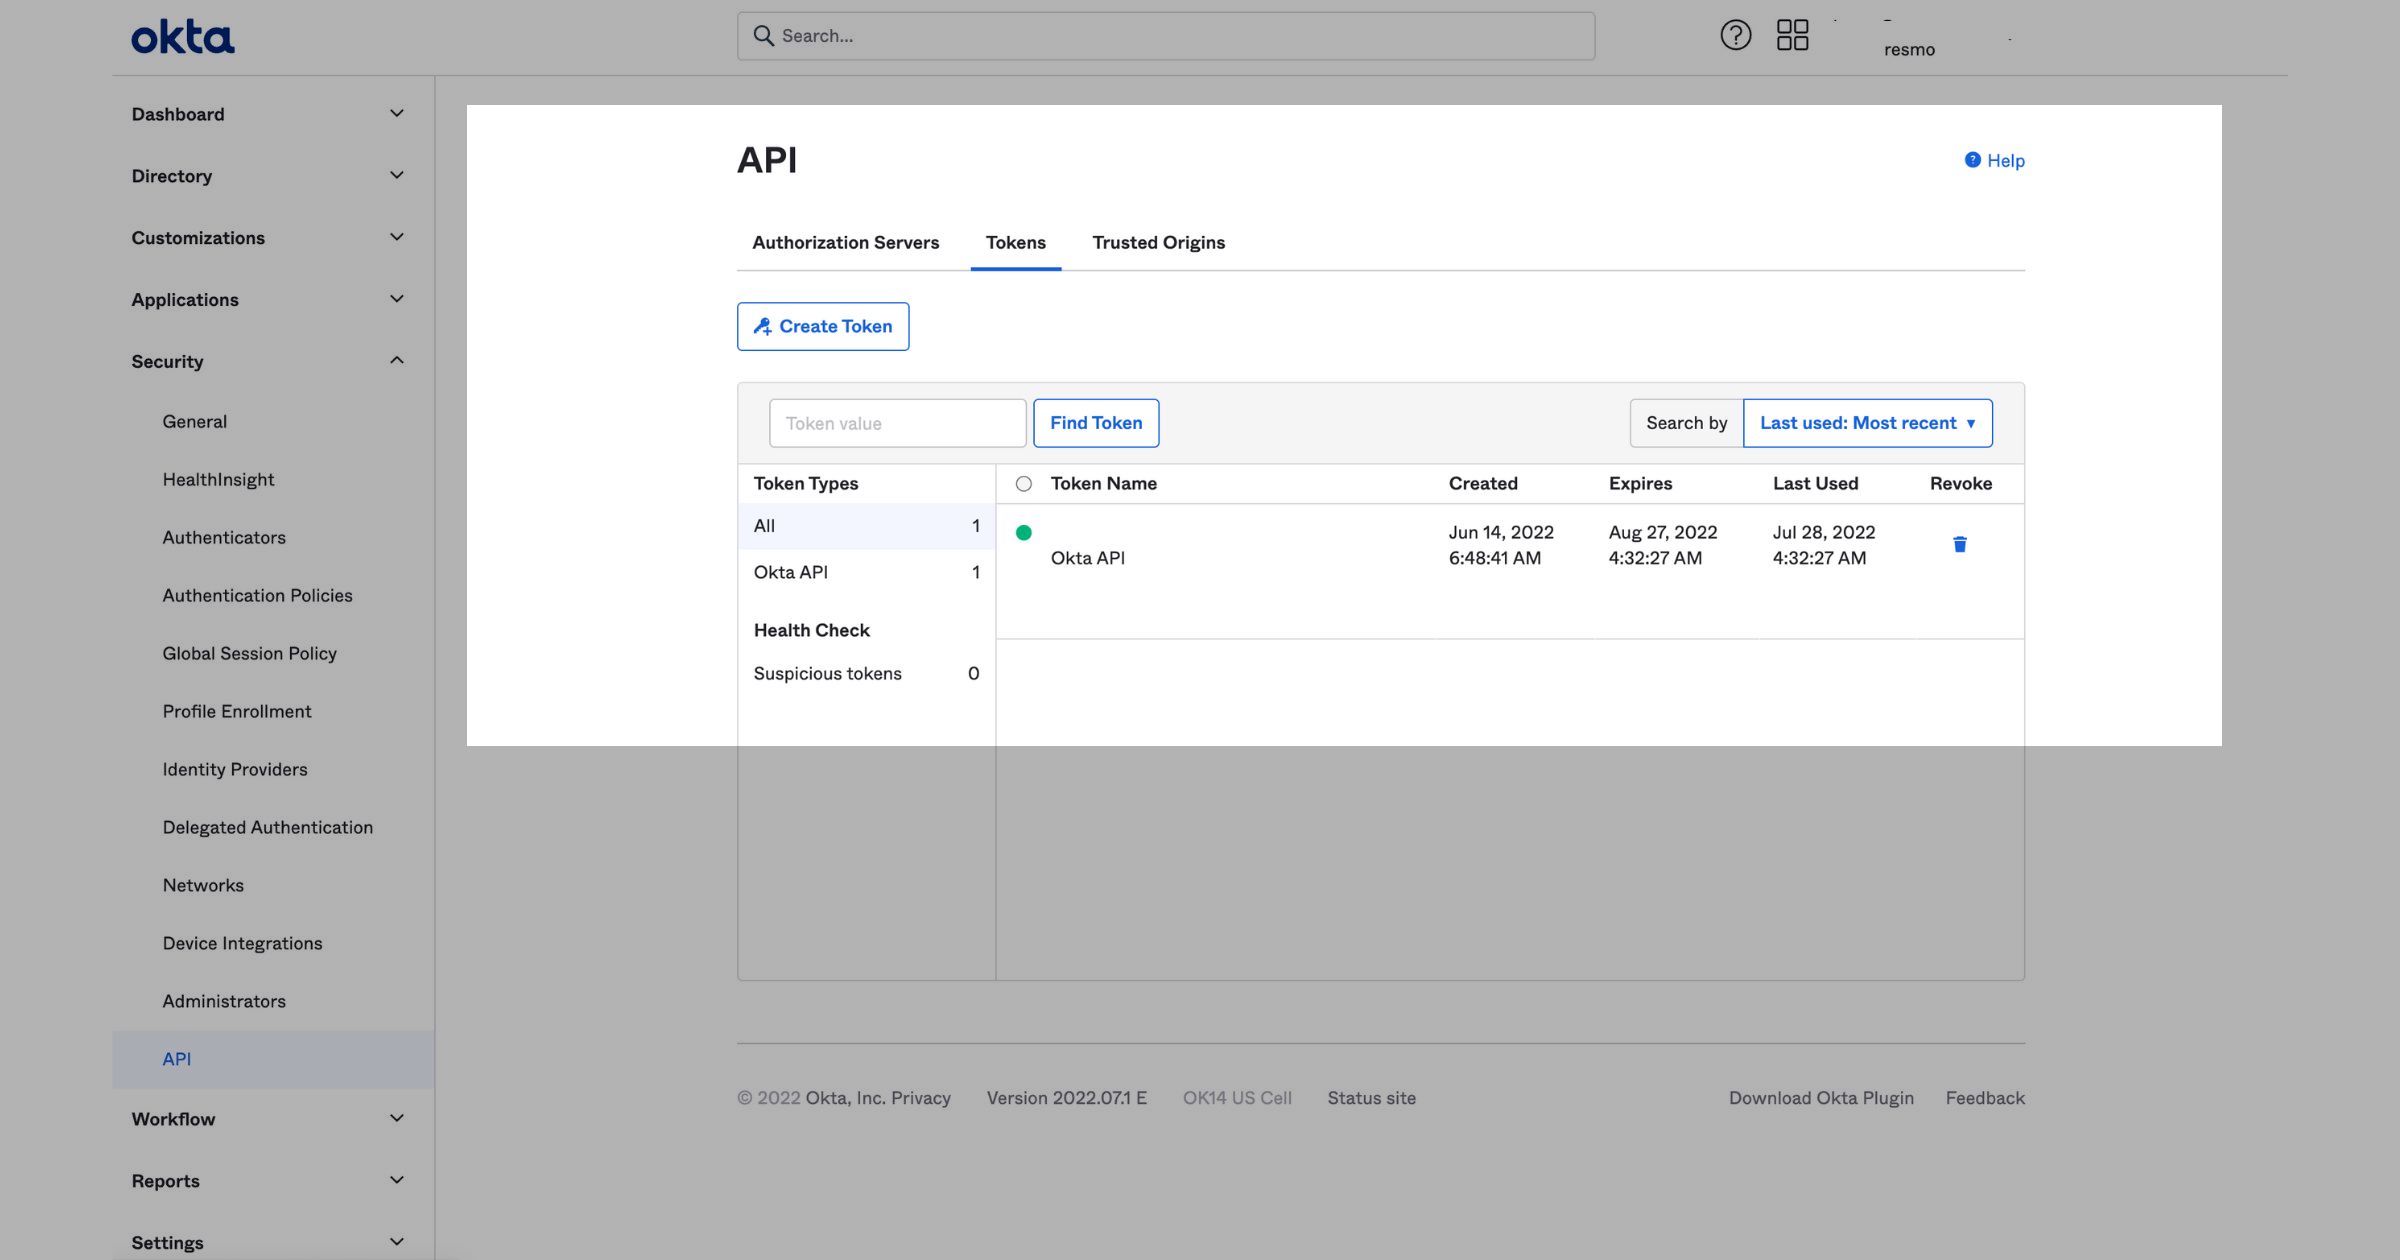 okta
Search...
resmo
Dashboard
Directory
Customizations
Applications
Security
General
HealthInsight
Authenticators
Authentication Policies
Global Session Policy
Profile Enrollment
Identity Providers
Delegated Authentication
Networks
Device Integrations
Administrators
API
Workflow
Reports
Settings
API
Help
Authorization Servers Tokens Trusted Origins
Create Token
Token value Find Token Search by Last used: Most recent
Token Types
All 1
Okta API 1
Health Check
Suspicious tokens 0
Token Name Created Expires Last Used Revoke
Jun 14, 2022 Aug 27, 2022 Jul 28, 2022
Okta API 6:48:41 AM 4:32:27 AM 4:32:27 AM
© 2022 Okta, Inc. Privacy Version 2022.07.1 E OK14 US Cell Status site Download Okta Plugin Feedback